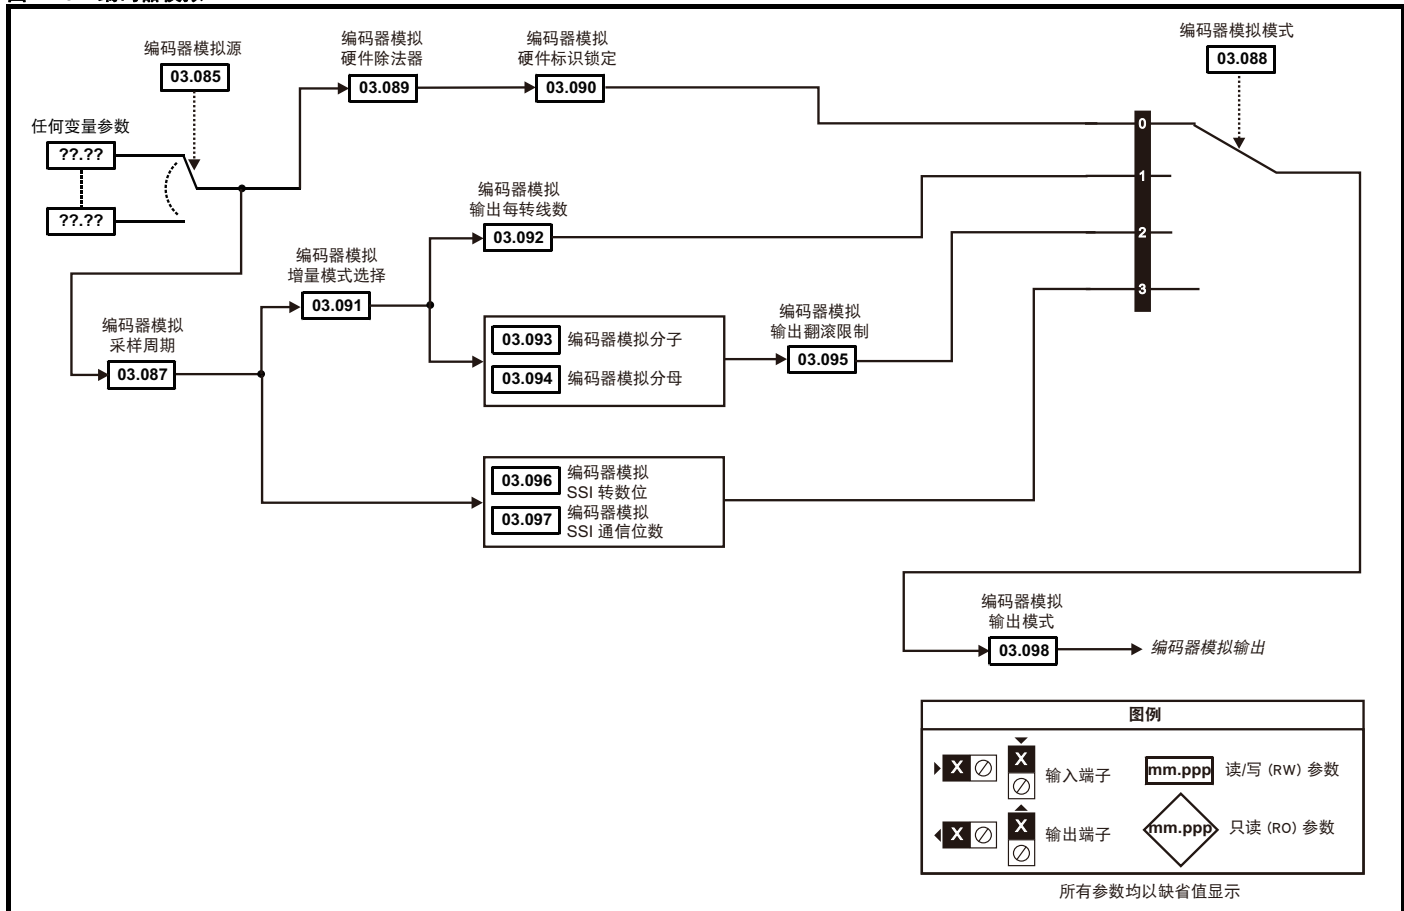 编码器模拟源
03.085
编码器模拟
硬件除法器
03.089
编码器模拟
硬件标识锁定
03.090
编码器模拟模式
03.088
任何变量参数
??.??
??.??
0
1
2
3
编码器模拟
输出每转线数
03.092
编码器模拟
增量模式选择
03.091
编码器模拟
采样周期
03.087
03.093 编码器模拟分子
03.094 编码器模拟分母
编码器模拟
输出翻滚限制
03.095
03.096 编码器模拟
SSI 转数位
03.097 编码器模拟
SSI 通信位数
编码器模拟
输出模式
03.098
编码器模拟输出
图例
X
X
输入端子
mm.ppp 读/写 (RW) 参数
X
X
输出端子
mm.ppp 只读 (RO) 参数
所有参数均以缺省值显示